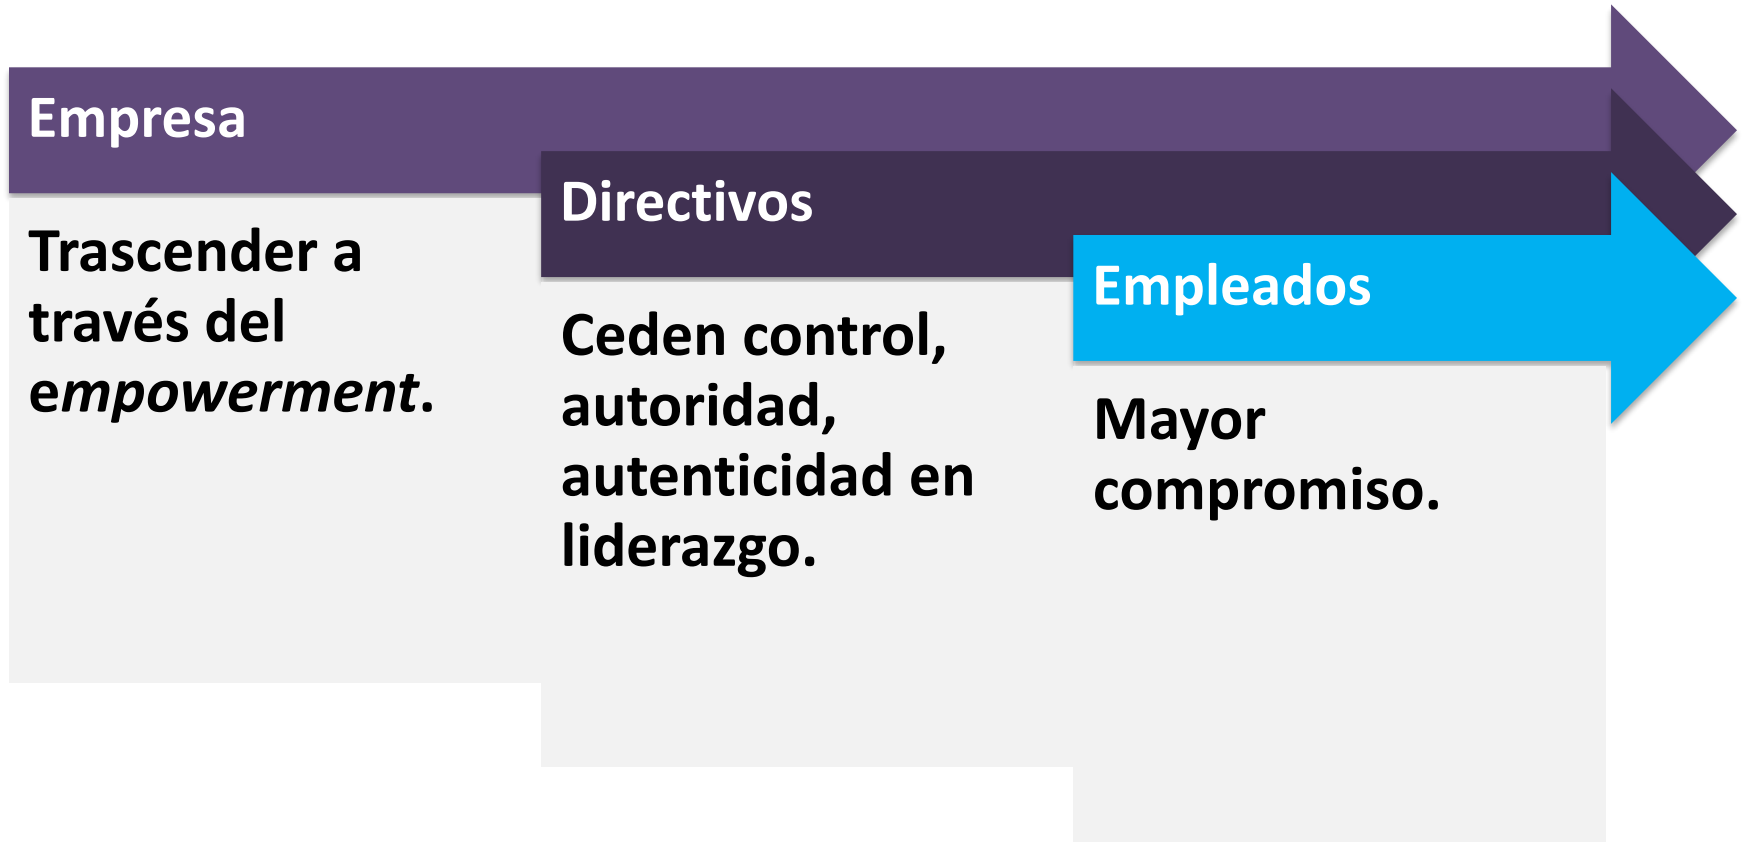 Empresa
Trascender a
través del
empowerment.
Directivos
Ceden control,
autoridad,
autenticidad en
liderazgo.
Empleados
Mayor
compromiso.